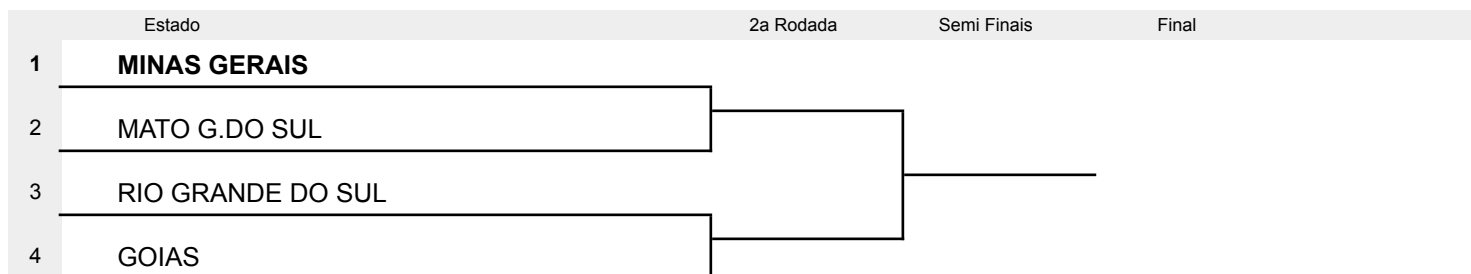 Estado 2a Rodada Semi Finais Final
1 MINAS GERAIS
2 MATO G.DO SUL
3 RIO GRANDE DO SUL
4 GOIAS